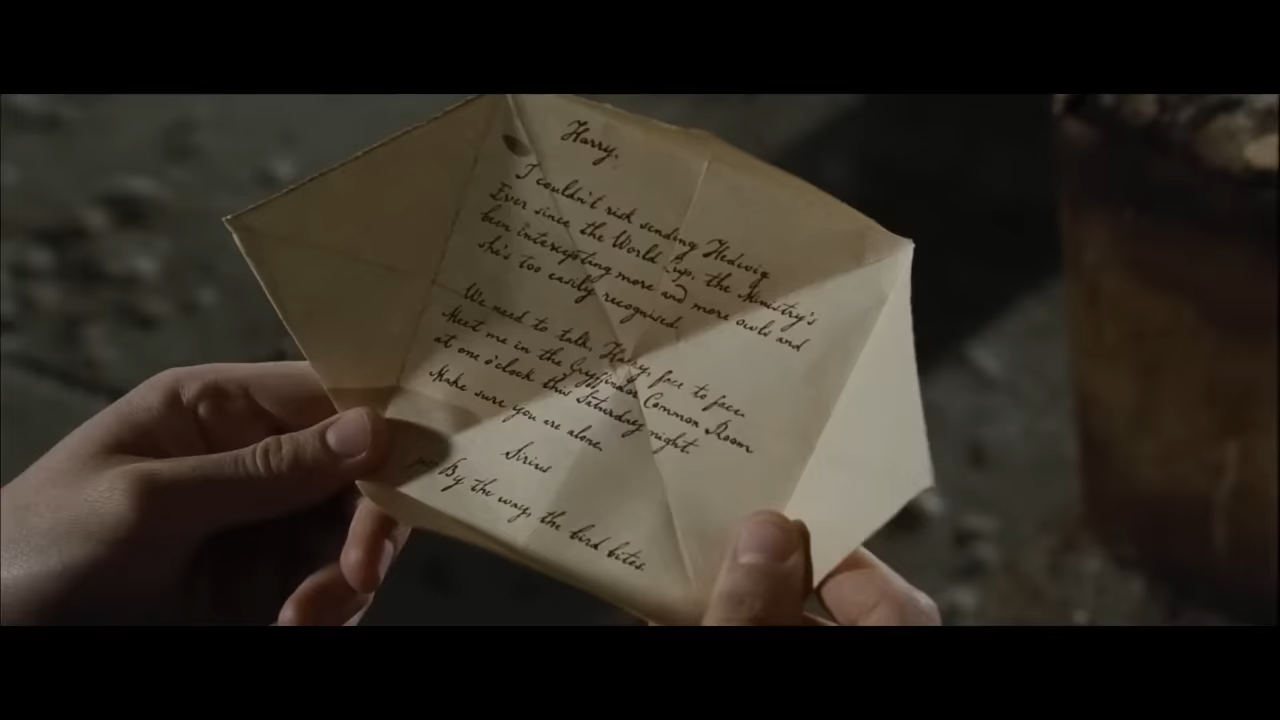 Harry,
I couldn't risk sending Hedwig
Ever since the World Cup, the Ministry's
been intercepting more and more owls and
she's too easily recognised.
We need to talk, Harry, face to face.
Meet me in the Gryffindor Common Room
at one o'clock this Saturday night.
Make sure you are alone.
Sirius
ps: By the way, the bird bites.